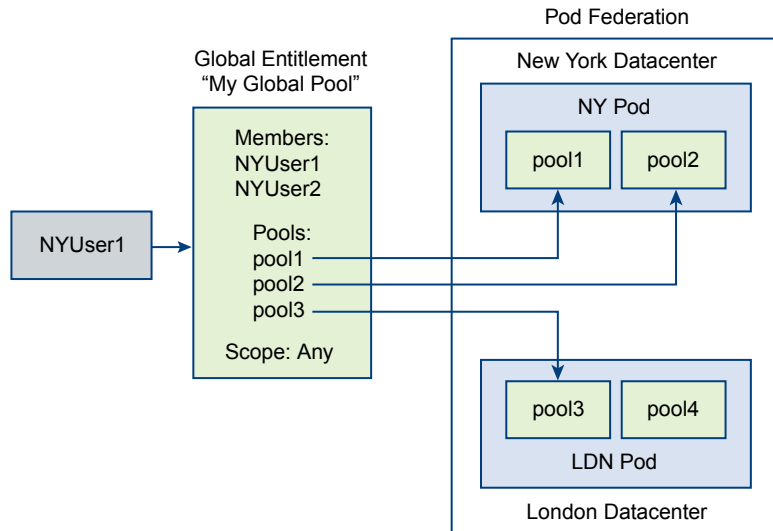 Pod Federation
Global Entitlement
“My Global Pool”
New York Datacenter
NY Pod
pool1
pool2
Members:
NYUser1
NYUser2
NYUser1
Pools:
pool1
pool2
pool3
Scope: Any
pool3
pool4
LDN Pod
London Datacenter